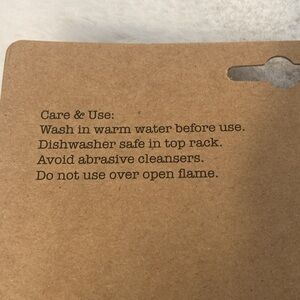 Care & Use:
Wash in warm water before use.
Dishwasher safe in top rack.
Avoid abrasive cleansers.
Do not use over open flame.